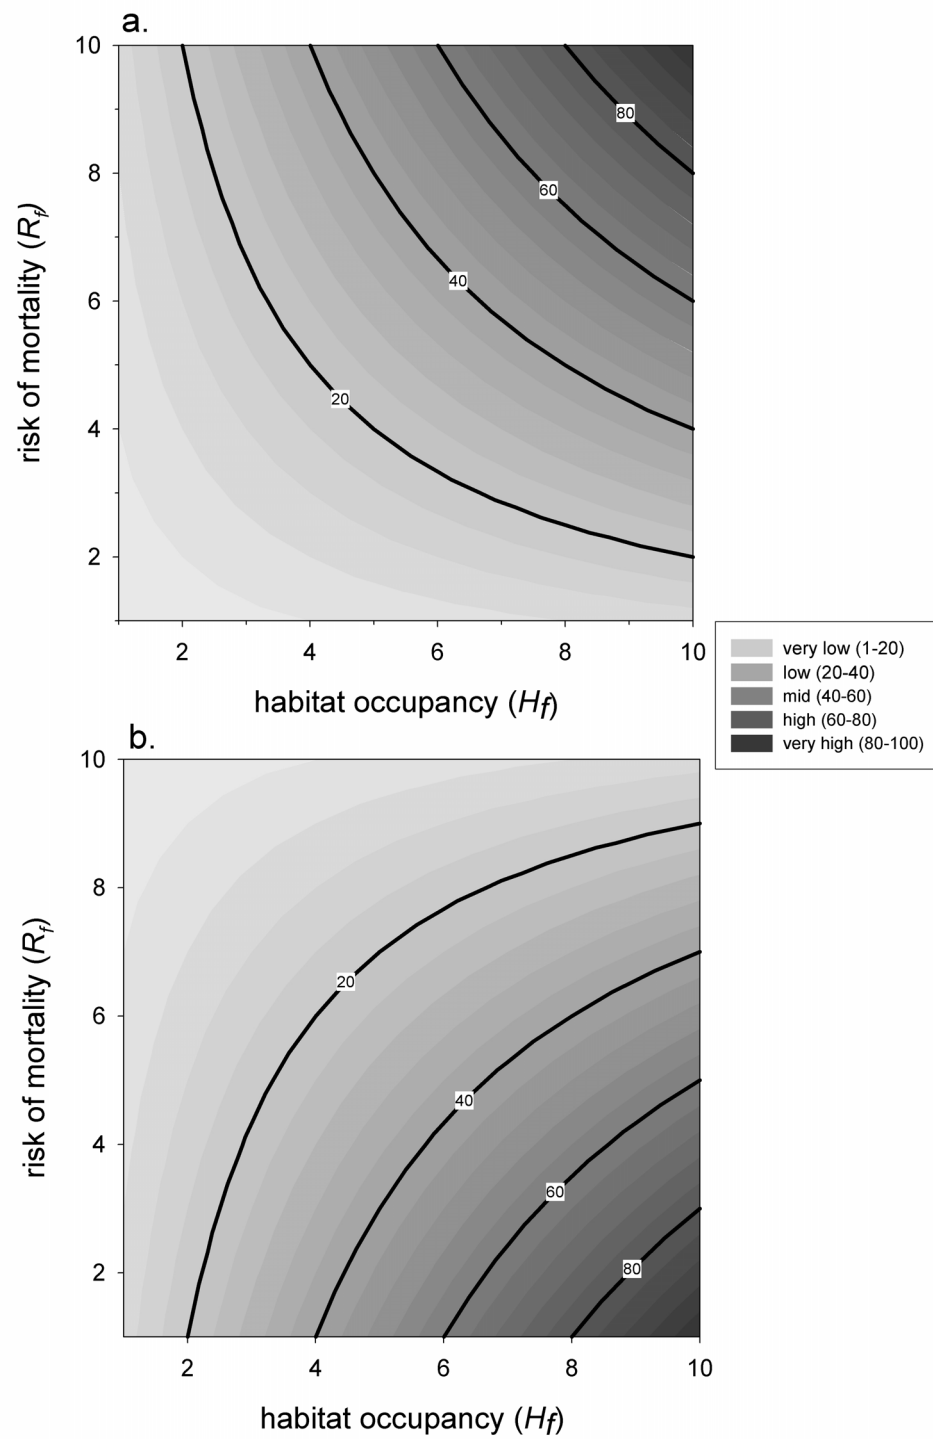 a.
10
8
6
4
2
risk of mortality (Rf)
80
60
40
20
2 4 6 8 10
habitat occupancy (Hf)
very low (1-20)
low (20-40)
mid (40-60)
high (60-80)
very high (80-100)
b.
10
8
6
4
2
risk of mortality (Rf)
20
40
60
80
2 4 6 8 10
habitat occupancy (Hf)